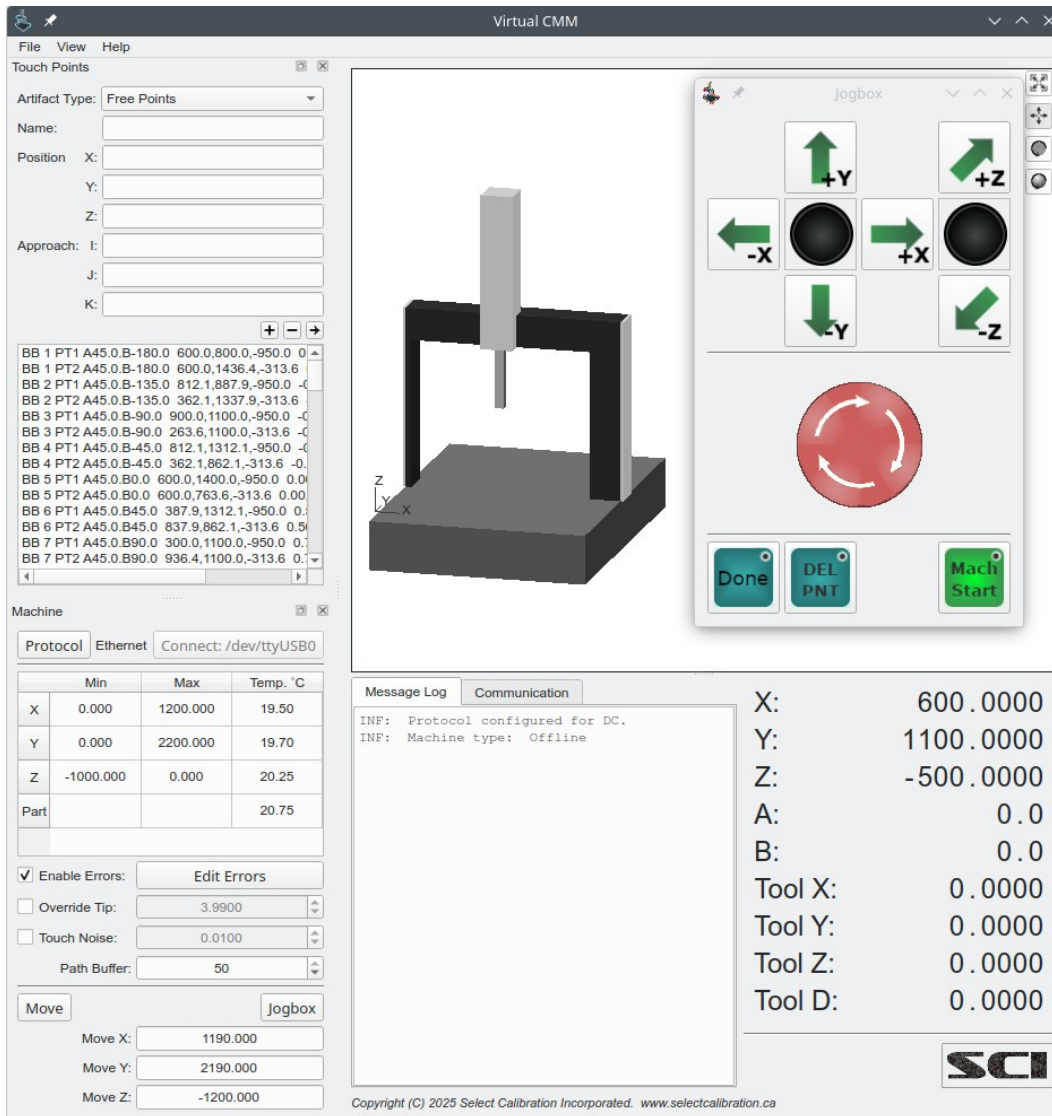 Virtual CMM
File View Help
Touch Points
Artifact Type: Free Points
Name:
Position X:
Y:
Z:
Approach: I:
J:
K:
BB 1 PT1 A45.0.B-180.0 600.0,800.0,-950.0 0
BB 1 PT2 A45.0.B-180.0 600.0,1436.4,-313.6
BB 2 PT1 A45.0.B-135.0 812.1,887.9,-950.0 -0
BB 2 PT2 A45.0.B-135.0 362.1,1337.9,-313.6
BB 3 PT1 A45.0.B-90.0 900.0,1100.0,-950.0 -0
BB 3 PT2 A45.0.B-90.0 263.6,1100.0,-313.6 -0
BB 4 PT1 A45.0.B-45.0 812.1,1312.1,-950.0 -0
BB 4 PT2 A45.0.B-45.0 362.1,862.1,-313.6 -0.
BB 5 PT1 A45.0.B0.0 600.0,1400.0,-950.0 0.0
BB 5 PT2 A45.0.B0.0 600.0,763.6,-313.6 0.00
BB 6 PT1 A45.0.B45.0 387.9,1312.1,-950.0 0.
BB 6 PT2 A45.0.B45.0 837.9,862.1,-313.6 0.50
BB 7 PT1 A45.0.B90.0 300.0,1100.0,-950.0 0.
BB 7 PT2 A45.0.B90.0 936.4,1100.0,-313.6 0.
Machine
Protocol Ethernet Connect: /dev/ttyUSB0
Min Max Temp. °C
X 0.000 1200.000 19.50
Y 0.000 2200.000 19.70
Z -1000.000 0.000 20.25
Part 20.75
Enable Errors: Edit Errors
Override Tip: 3.9900
Touch Noise: 0.0100
Path Buffer: 50
Move Jogbox
Move X: 1190.000
Move Y: 2190.000
Move Z: -1200.000
Z
Y
X
Jogbox
+Y
+Z
-X
+X
-Y
-Z
Done
DEL PNT
Mach Start
Message Log Communication
INF: Protocol configured for DC.
INF: Machine type: Offline
X: 600.0000
Y: 1100.0000
Z: -500.0000
A: 0.0
B: 0.0
Tool X: 0.0000
Tool Y: 0.0000
Tool Z: 0.0000
Tool D: 0.0000
SCI
Copyright (C) 2025 Select Calibration Incorporated. www.selectcalibration.ca